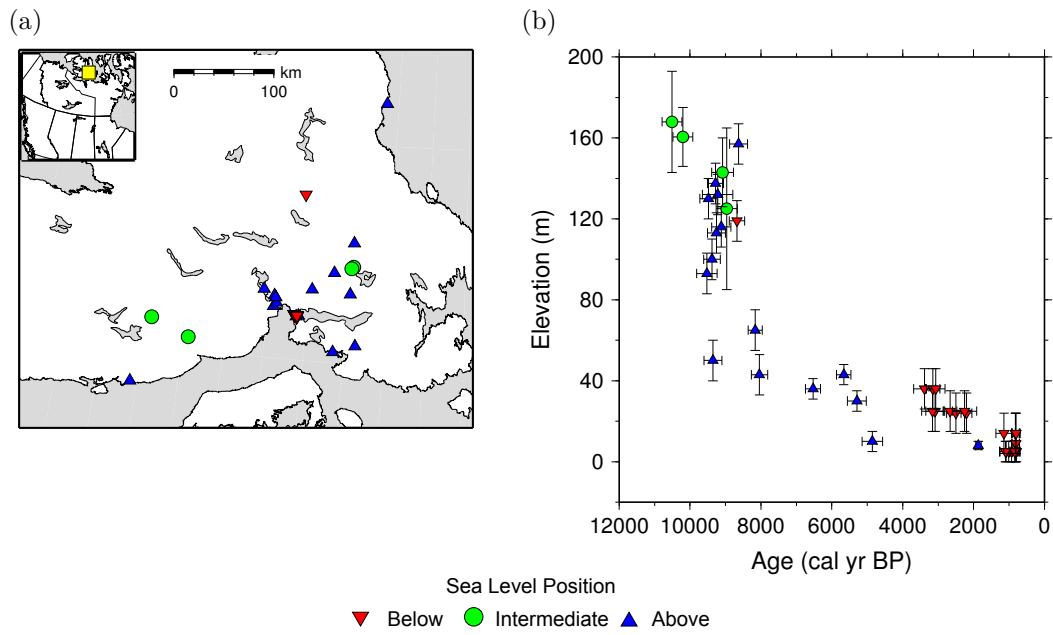 (a)
(b)
km
0 100
Elevation (m)
200
160
120
80
40
0
12000 10000 8000 6000 4000 2000 0
Age (cal yr BP)
Sea Level Position
Below Intermediate Above